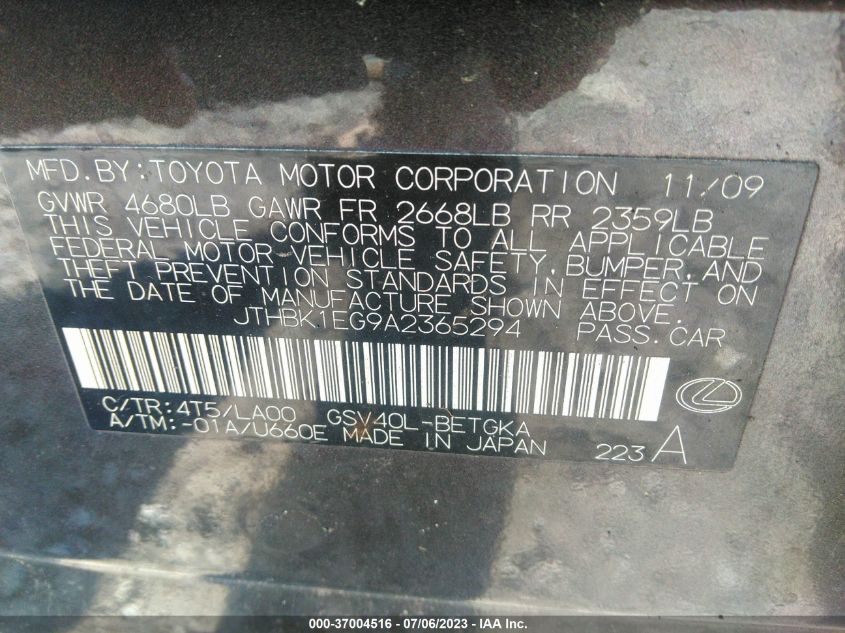 MFD.BY:TOYOTA MOTOR CORPORATION 11/09
GVWR 4680LB GAWR FR 2668LB RR 2359LB
THIS VEHICLE CONFORMS TO ALL APPLICABLE
FEDERAL MOTOR-VEHICLE SAFETY,BUMPER,AND
THEFT PREVENTION STANDARDS IN EFFECT ON
THE DATE OF MANUFACTURE SHOWN ABOVE.
JTHBK1EG9A2365294 PASS.CAR
C/TR:4T5/LA00 GSV40L-BETGKA
A/TM:-01A/U660E MADE IN JAPAN 223 A
000-37004516 - 07/06/2023 - IAA Inc.